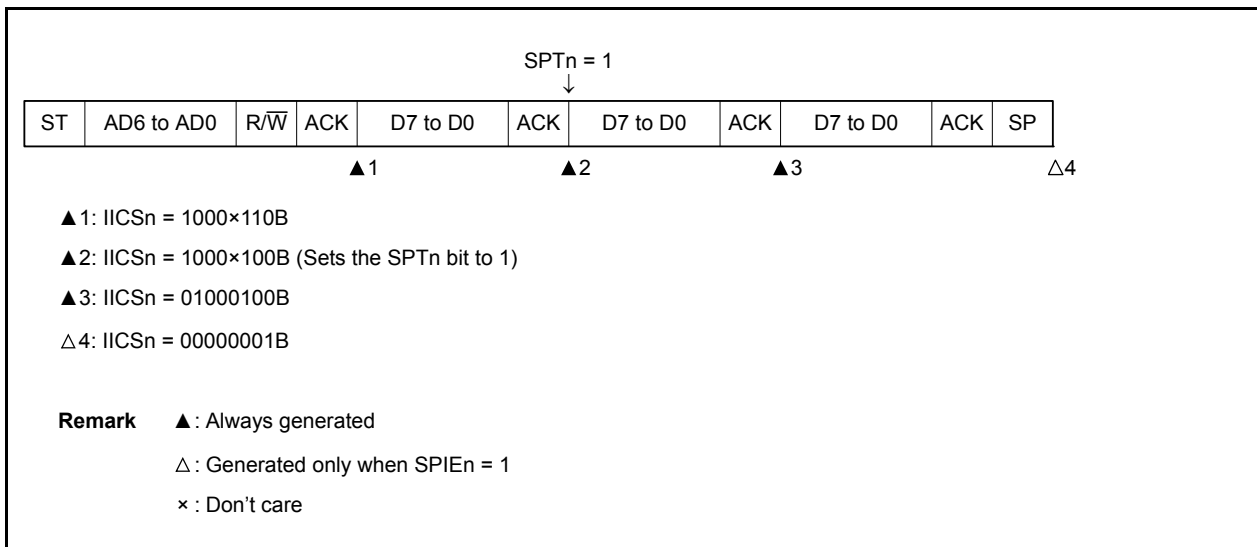 SPTn = 1
↓
ST AD6 to AD0 R/W̅ ACK D7 to D0 ACK D7 to D0 ACK D7 to D0 ACK SP
▲1 ▲2 ▲3 △4
▲1: IICSn = 1000×110B
▲2: IICSn = 1000×100B (Sets the SPTn bit to 1)
▲3: IICSn = 01000100B
△4: IICSn = 00000001B
Remark ▲: Always generated
△: Generated only when SPIEn = 1
×: Don’t care